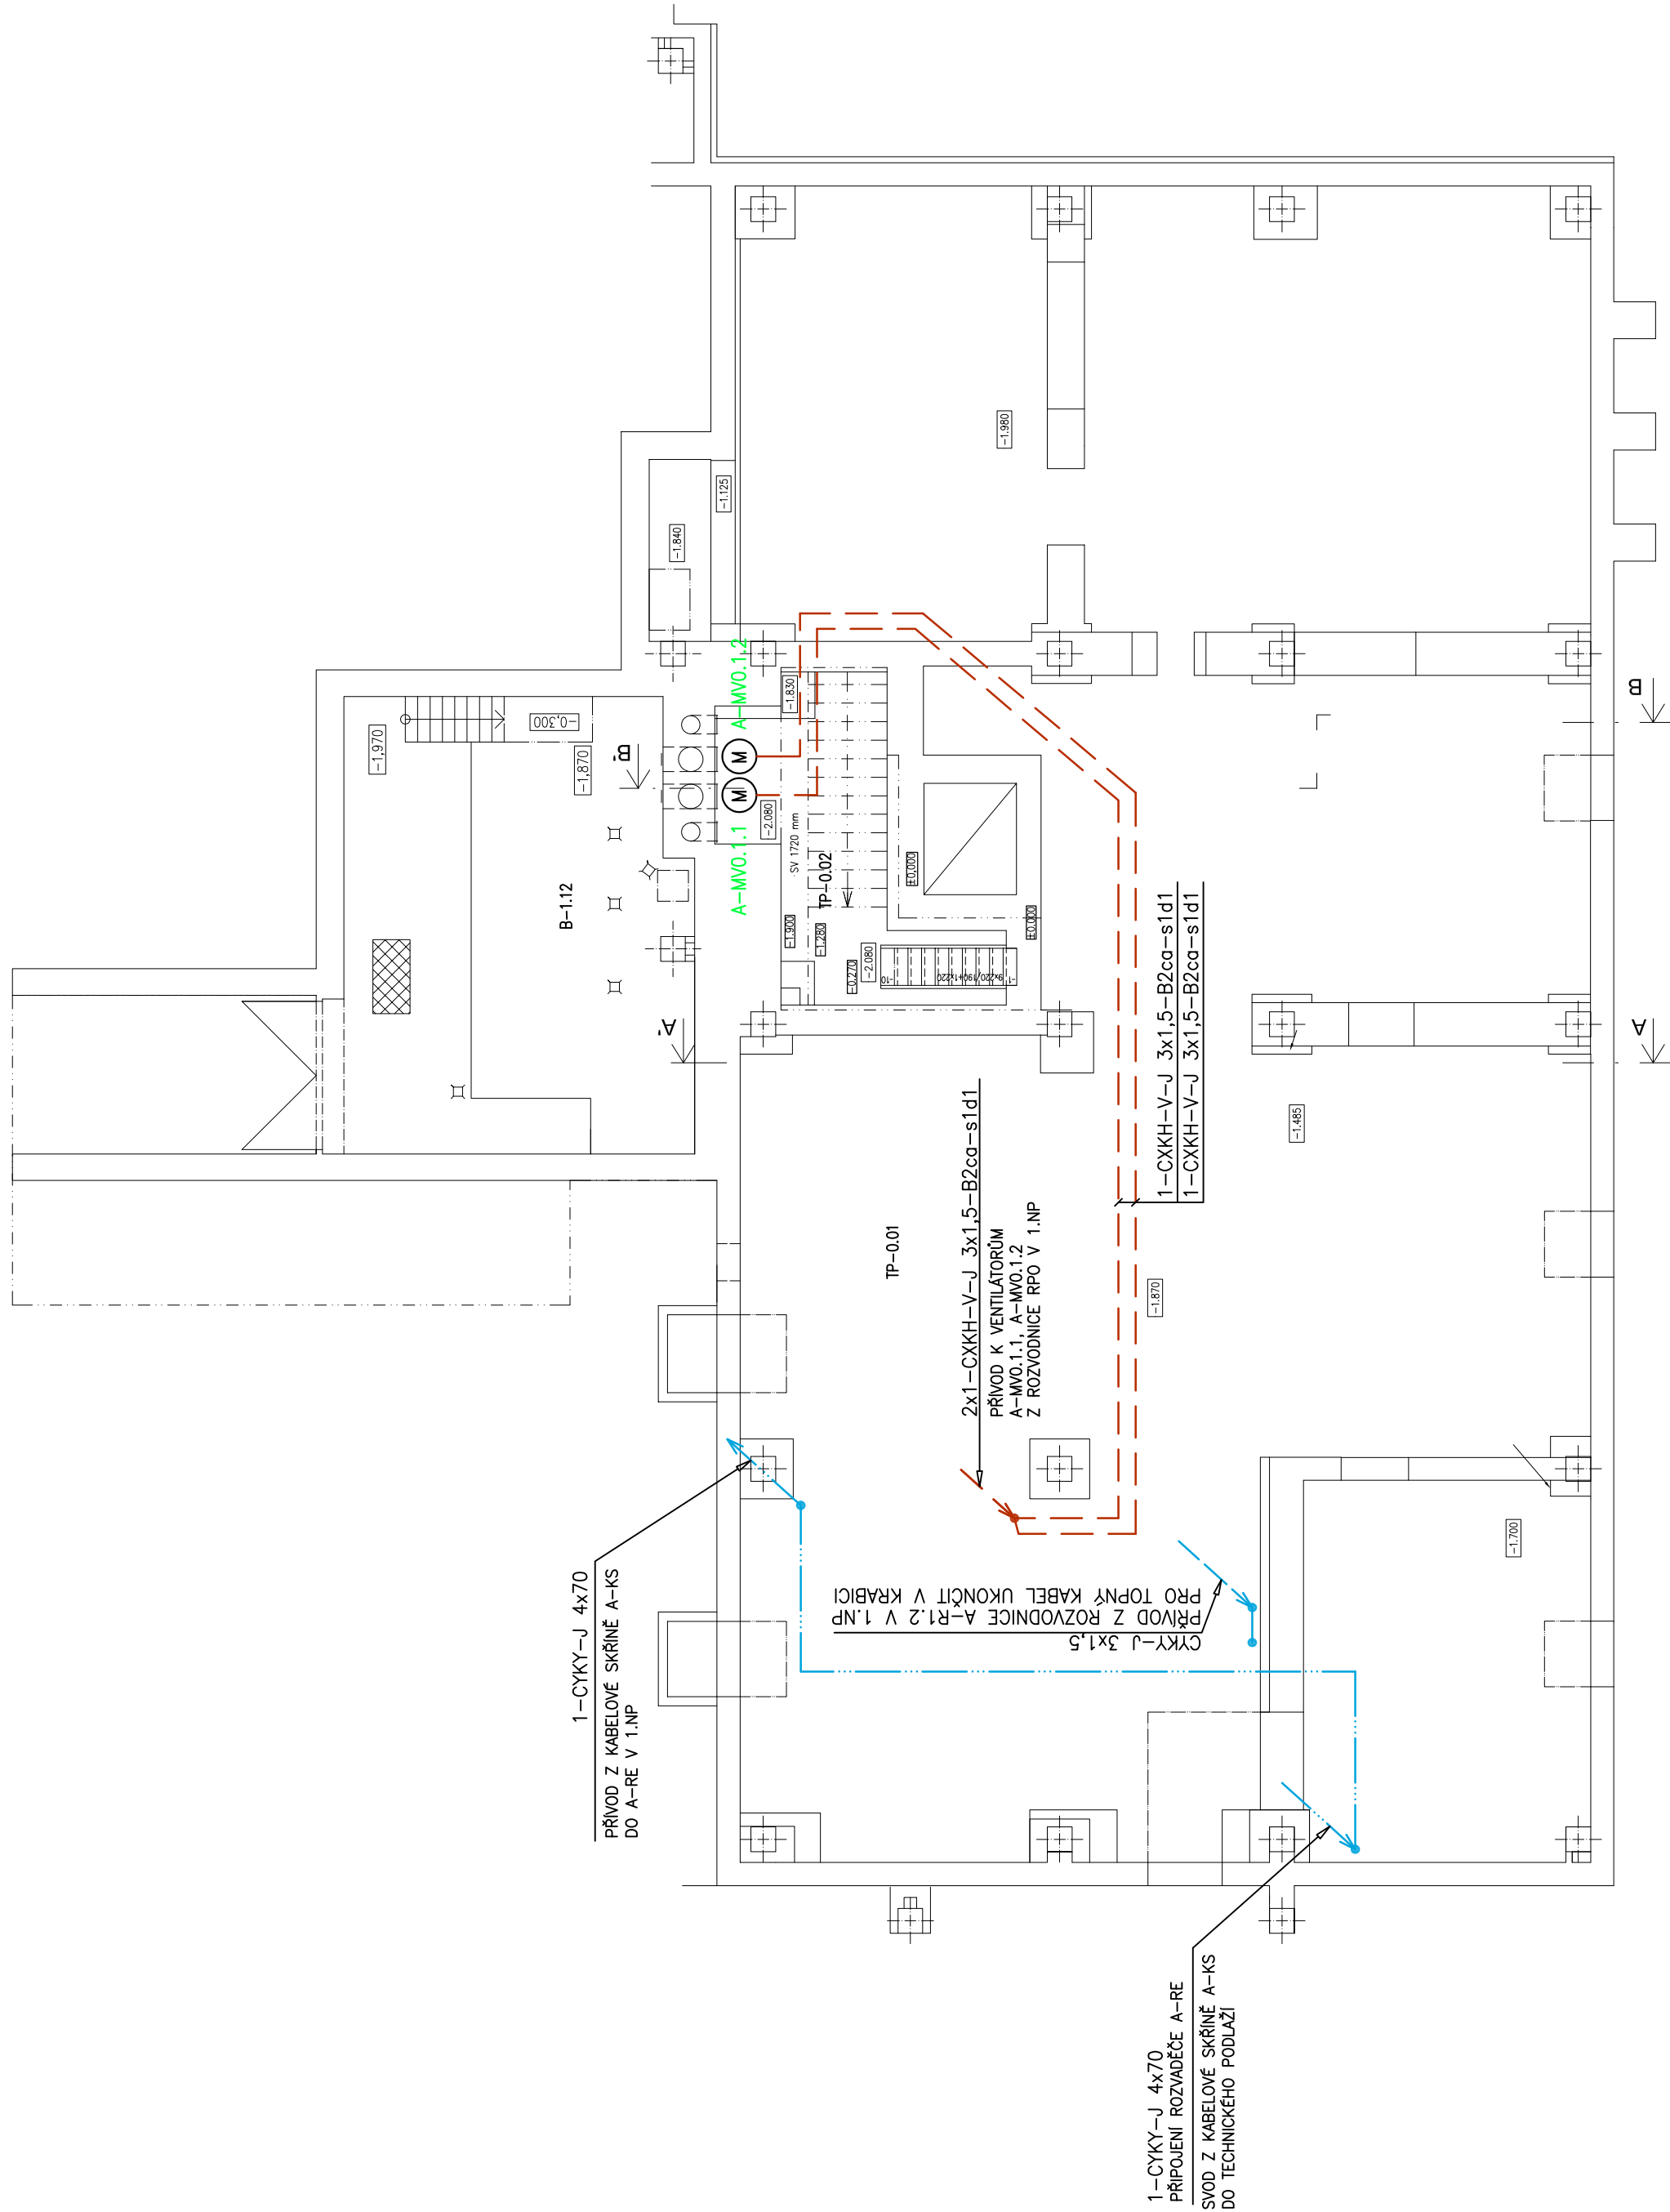 -1,970
-0,300
-1,870
B'
B-1.12
A'
-1.840
-1.125
A-MV0.1.2
A-MV0.1.1
M
M
-1.830
-2.080
SV 1720 mm
TP-0.02
±0,000
-1.900
-1.280
-0.270
-2.080
-10-
9x220/190+1x220
-1-
±0.000
-1.980
B
A
1-CXKH-V-J 3x1,5-B2ca-s1d1
1-CXKH-V-J 3x1,5-B2ca-s1d1
-1.485
TP-0.01
2x1-CXKH-V-J 3x1,5-B2ca-s1d1
PŘÍVOD K VENTILÁTORŮM
A-MV0.1.1, A-MV0.1.2
Z ROZVODNICE RPO V 1.NP
-1.870
-1.700
CYKY-J 3x1,5
PŘÍVOD Z ROZVODNICE A-R1.2 V 1.NP
PRO TOPNÝ KABEL UKONČIT V KRABICI
1-CYKY-J 4x70
PŘÍVOD Z KABELOVÉ SKŘÍNĚ A-KS
DO A-RE V 1.NP
1-CYKY-J 4x70
PŘIPOJENÍ ROZVADĚČE A-RE
SVOD Z KABELOVÉ SKŘÍNĚ A-KS
DO TECHNICKÉHO PODLAŽÍ